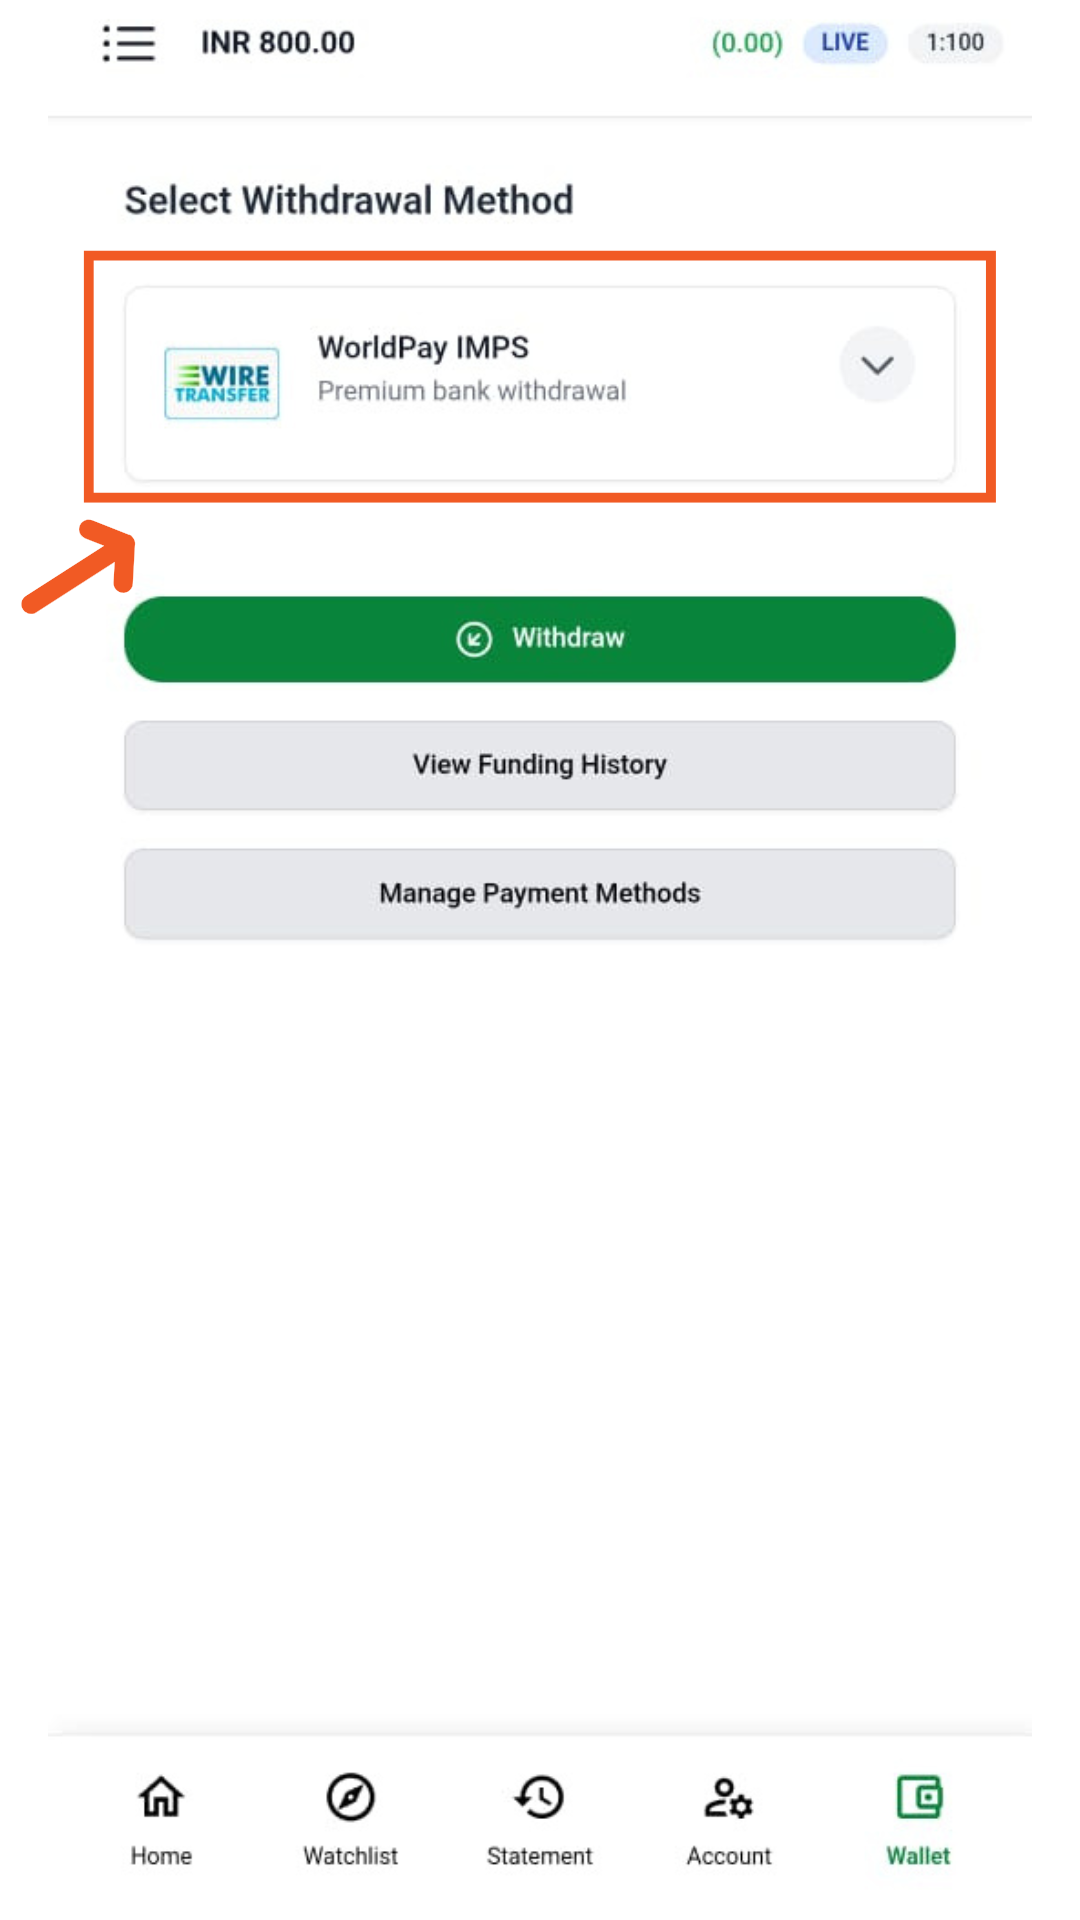 INR 800.00 (0.00) LIVE 1:100
Select Withdrawal Method
WIRE
TRANSFER
WorldPay IMPS
Premium bank withdrawal
Withdraw
View Funding History
Manage Payment Methods
Home Watchlist Statement Account Wallet